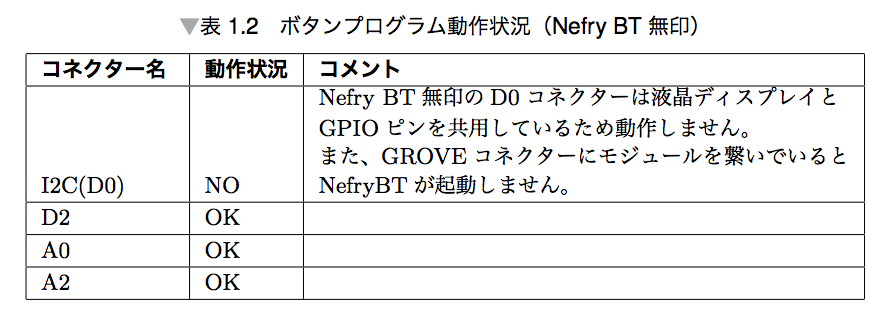 ▼表 1.2 ボタンプログラム動作状況（Nefry BT 無印）
コネクター名 動作状況 コメント
Nefry BT 無印の D0 コネクターは液晶ディスプレイと
GPIO ピンを共用しているため動作しません。
また、GROVE コネクターにモジュールを繋いでいると
I2C(D0) NO NefryBT が起動しません。
D2 OK
A0 OK
A2 OK